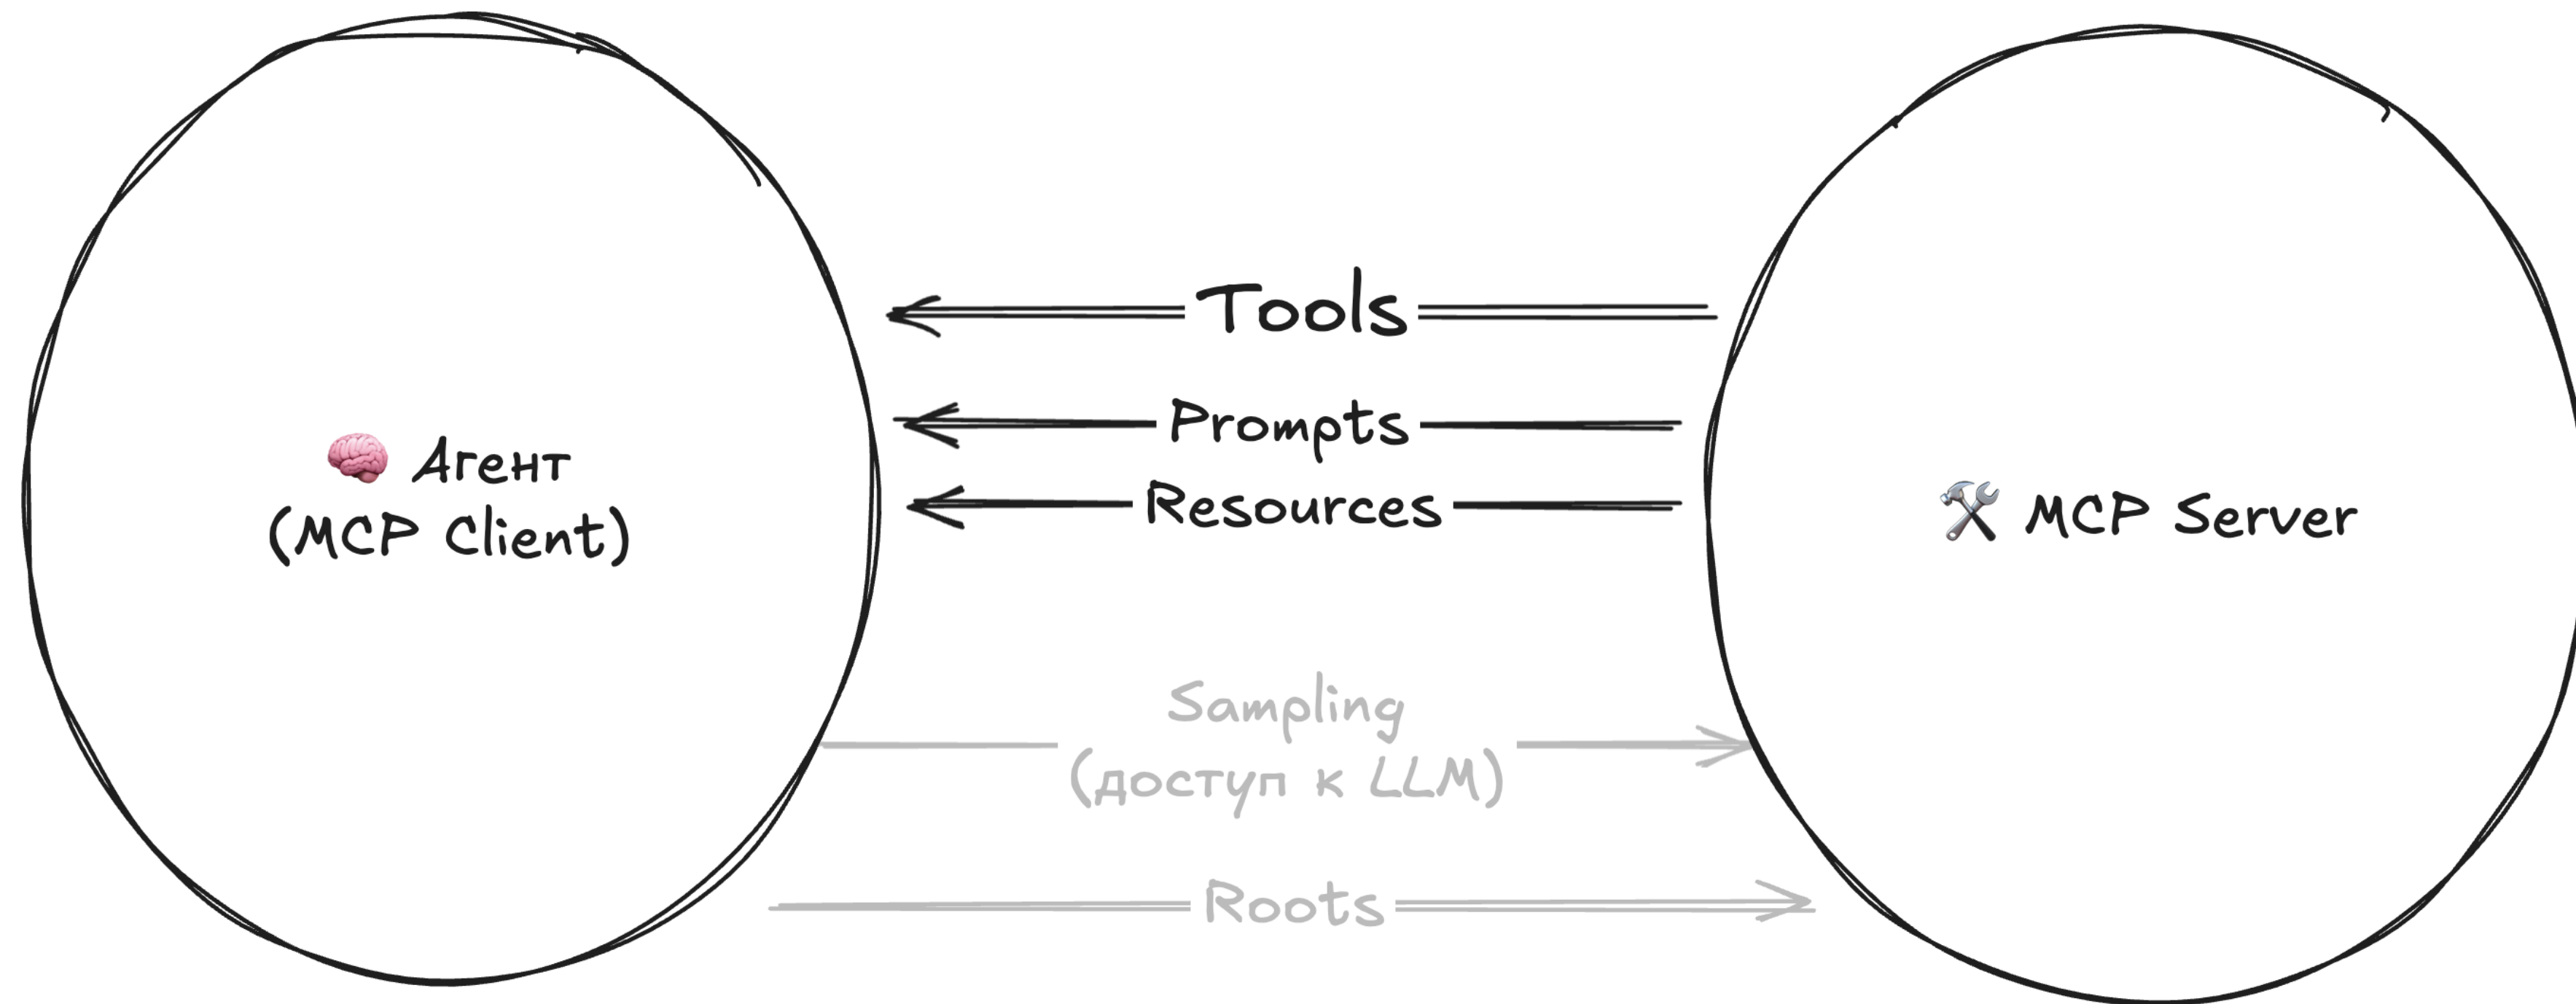 Tools
Prompts
Resources
🧠 Агент
(MCP Client)
🛠 MCP Server
Sampling
(доступ к LLM)
Roots